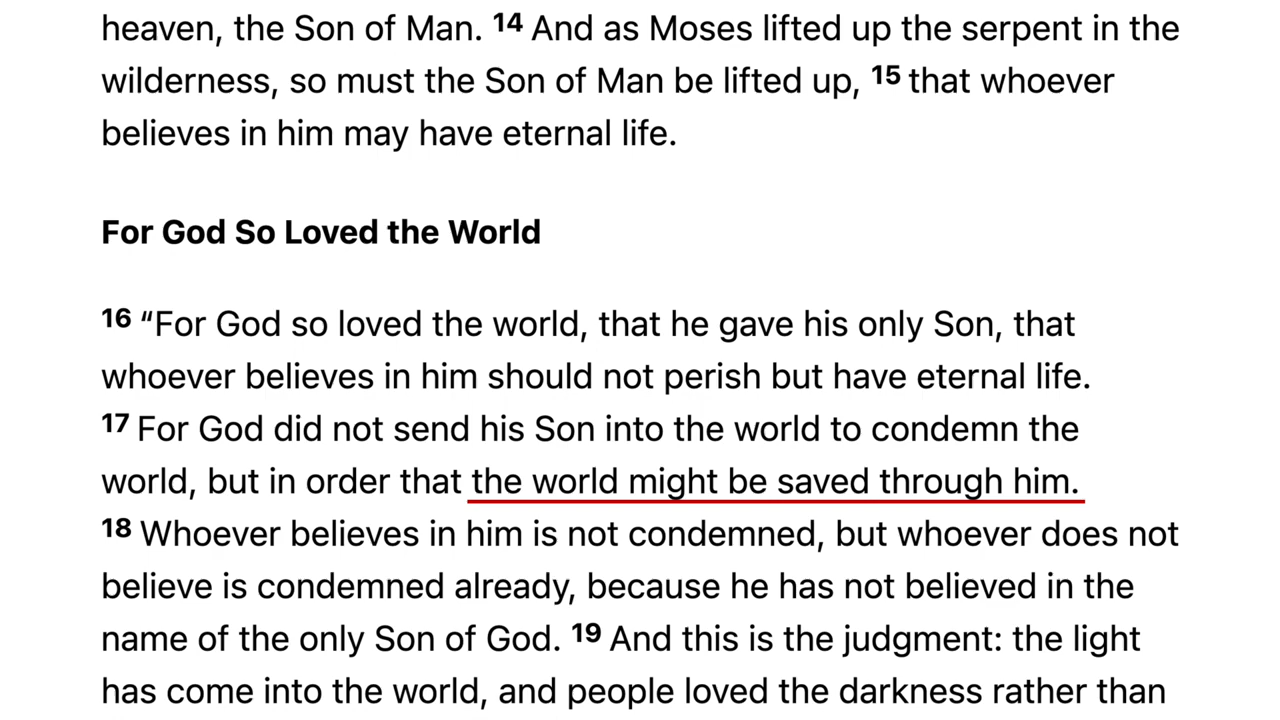 heaven, the Son of Man. 14 And as Moses lifted up the serpent in the
wilderness, so must the Son of Man be lifted up, 15 that whoever
believes in him may have eternal life.
For God So Loved the World
16 “For God so loved the world, that he gave his only Son, that
whoever believes in him should not perish but have eternal life.
17 For God did not send his Son into the world to condemn the
world, but in order that the world might be saved through him.
18 Whoever believes in him is not condemned, but whoever does not
believe is condemned already, because he has not believed in the
name of the only Son of God. 19 And this is the judgment: the light
has come into the world, and people loved the darkness rather than